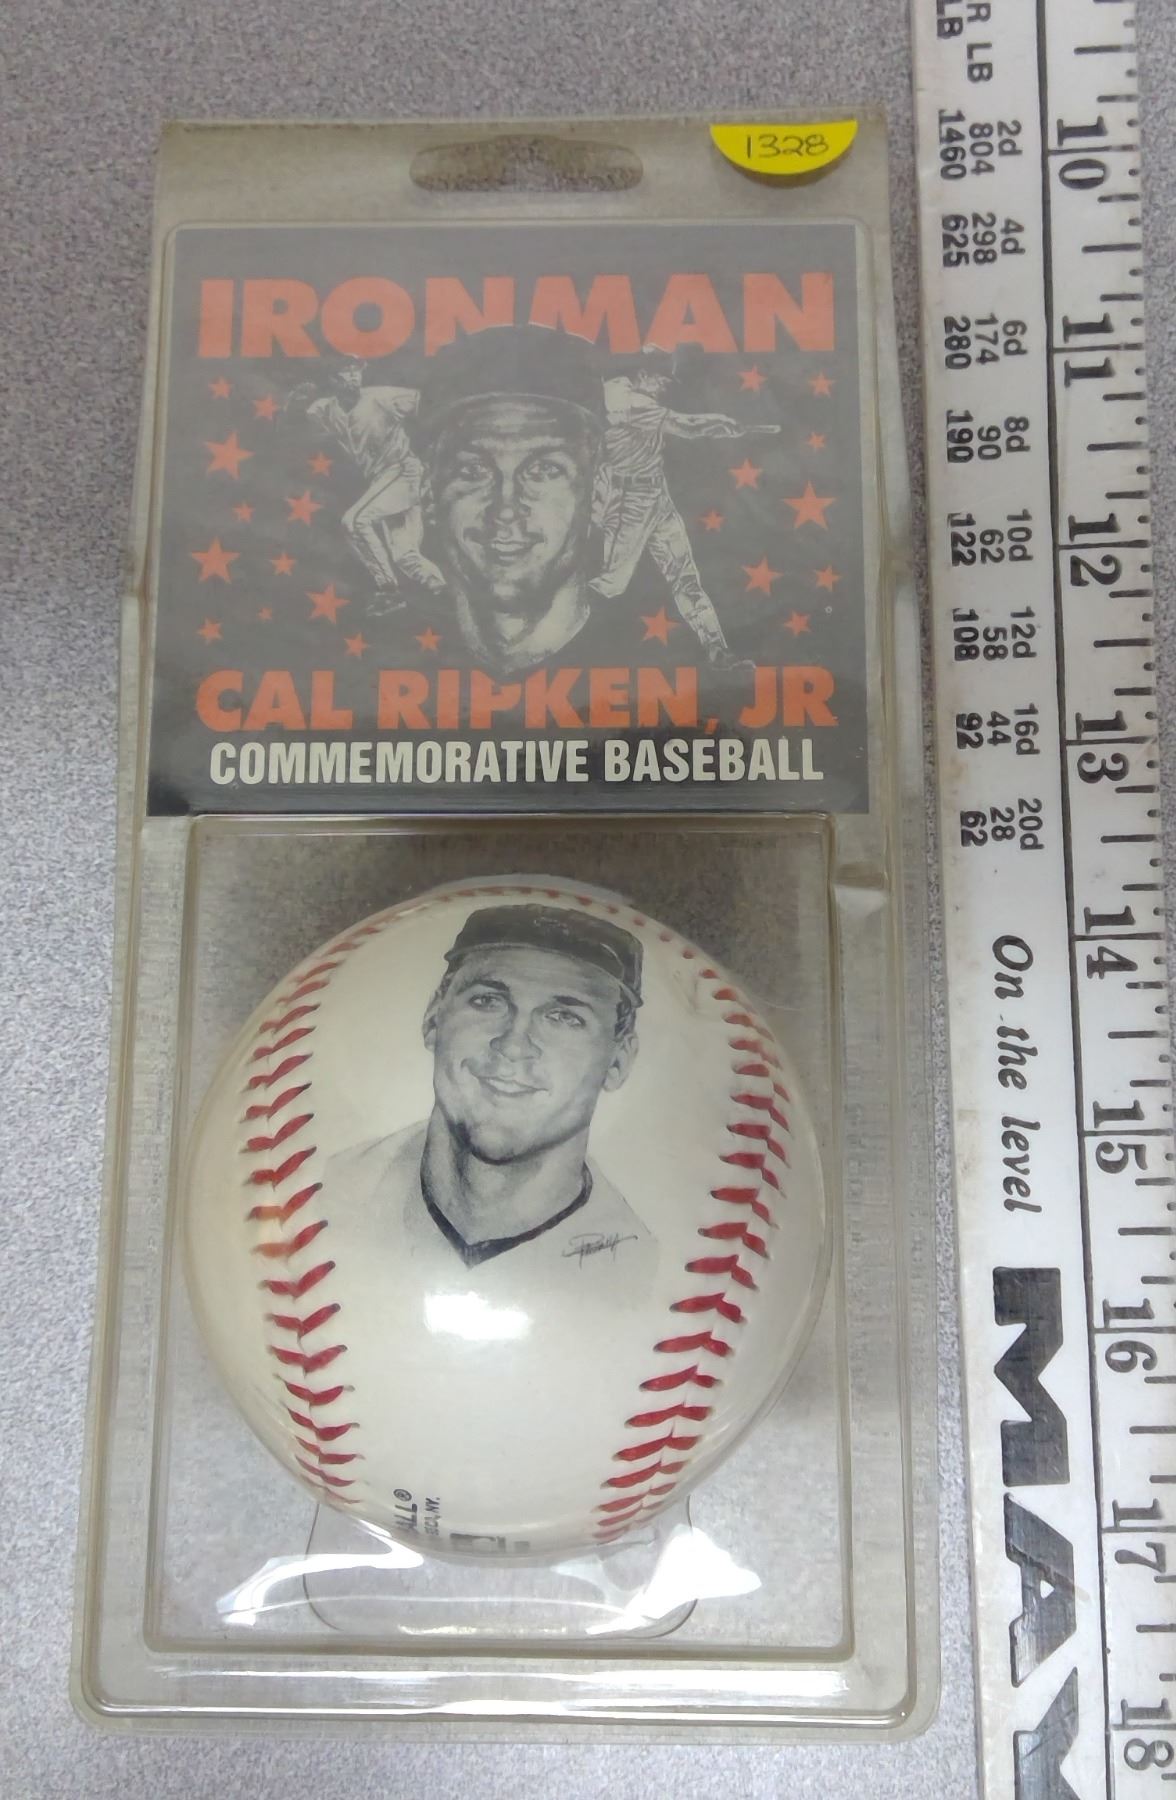 1328
IRONMAN
CAL RIPKEN, JR
COMMEMORATIVE BASEBALL
R LB
LB
2d 4d 6d 8d 10d 12d 16d 20d
804 298 174 90 62 58 44 28
1460 625 280 190 122 108 92 62
On the level
MAY
10
11
12
13
14
15
16
17
18